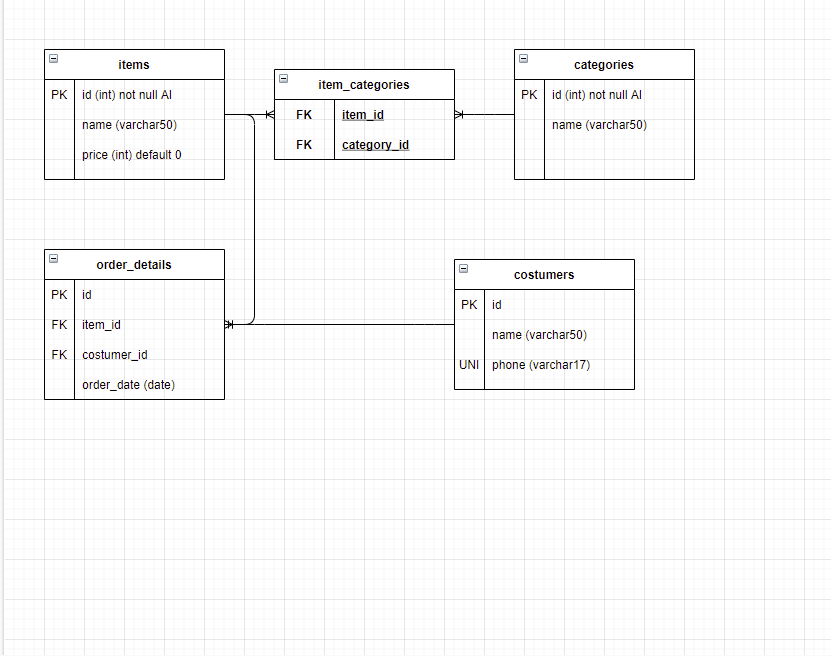 items
PK id (int) not null AI
name (varchar50)
price (int) default 0
item_categories
FK item_id
FK category_id
categories
PK id (int) not null AI
name (varchar50)
order_details
PK id
FK item_id
FK costumer_id
order_date (date)
costumers
PK id
name (varchar50)
UNI phone (varchar17)